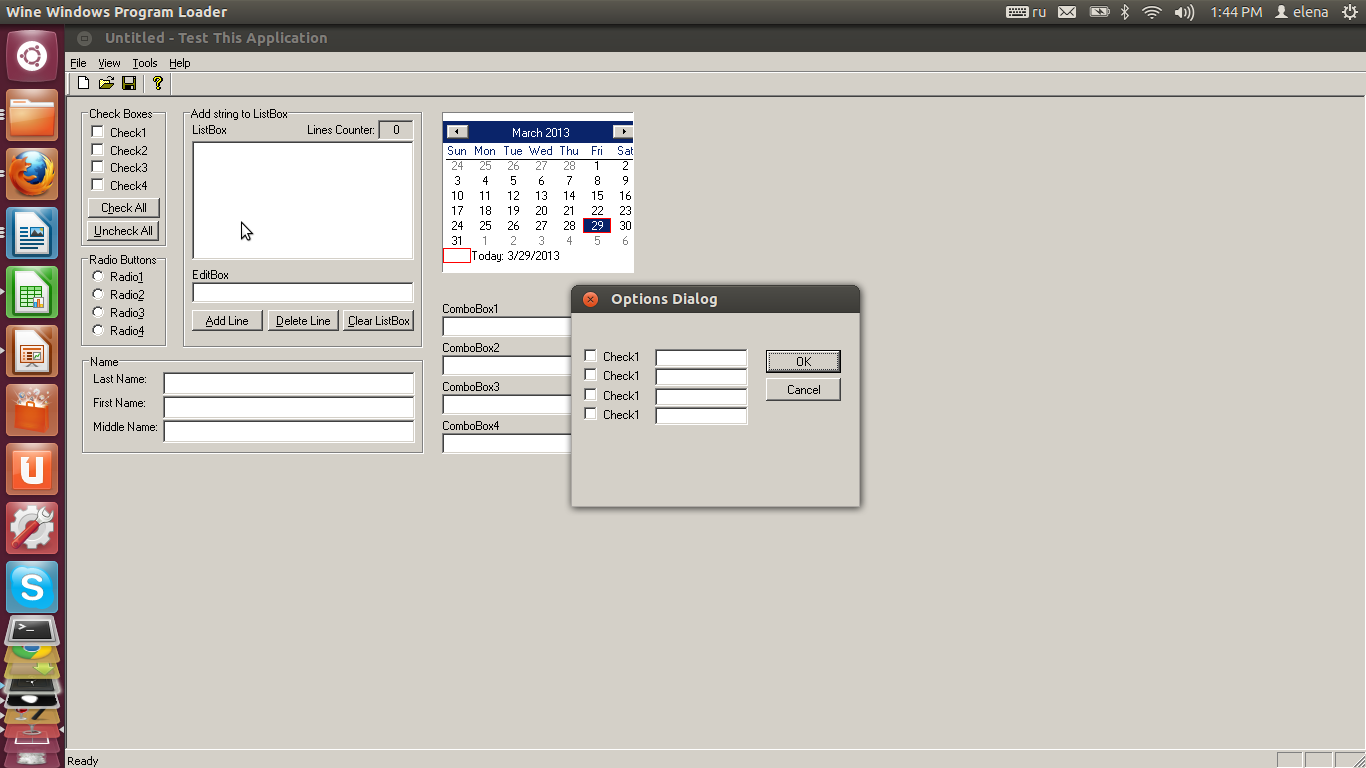 Wine Windows Program Loader
ru
1:44 PM
elena
Untitled - Test This Application
File View Tools Help
Check Boxes
Check1
Check2
Check3
Check4
Check All
Uncheck All
Radio Buttons
Radio1
Radio2
Radio3
Radio4
Add string to ListBox
ListBox
Lines Counter: 0
EditBox
Add Line
Delete Line
Clear ListBox
Name
Last Name:
First Name:
Middle Name:
March 2013
Sun Mon Tue Wed Thu Fri Sat
24 25 26 27 28 1 2
3 4 5 6 7 8 9
10 11 12 13 14 15 16
17 18 19 20 21 22 23
24 25 26 27 28 29 30
31 1 2 3 4 5 6
Today: 3/29/2013
ComboBox1
ComboBox2
ComboBox3
ComboBox4
Options Dialog
Check1
Check1
Check1
Check1
OK
Cancel
Ready